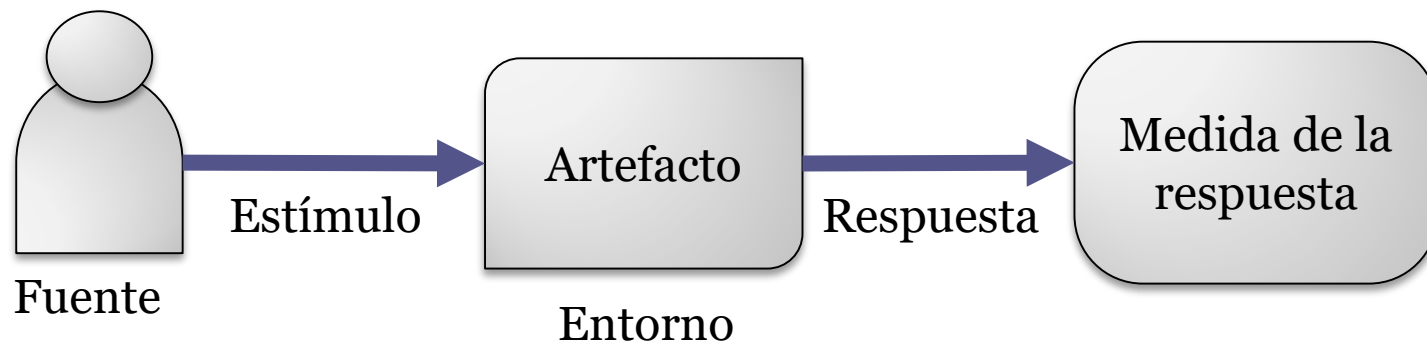 Fuente
Estímulo
Artefacto
Entorno
Respuesta
Medida de la
respuesta